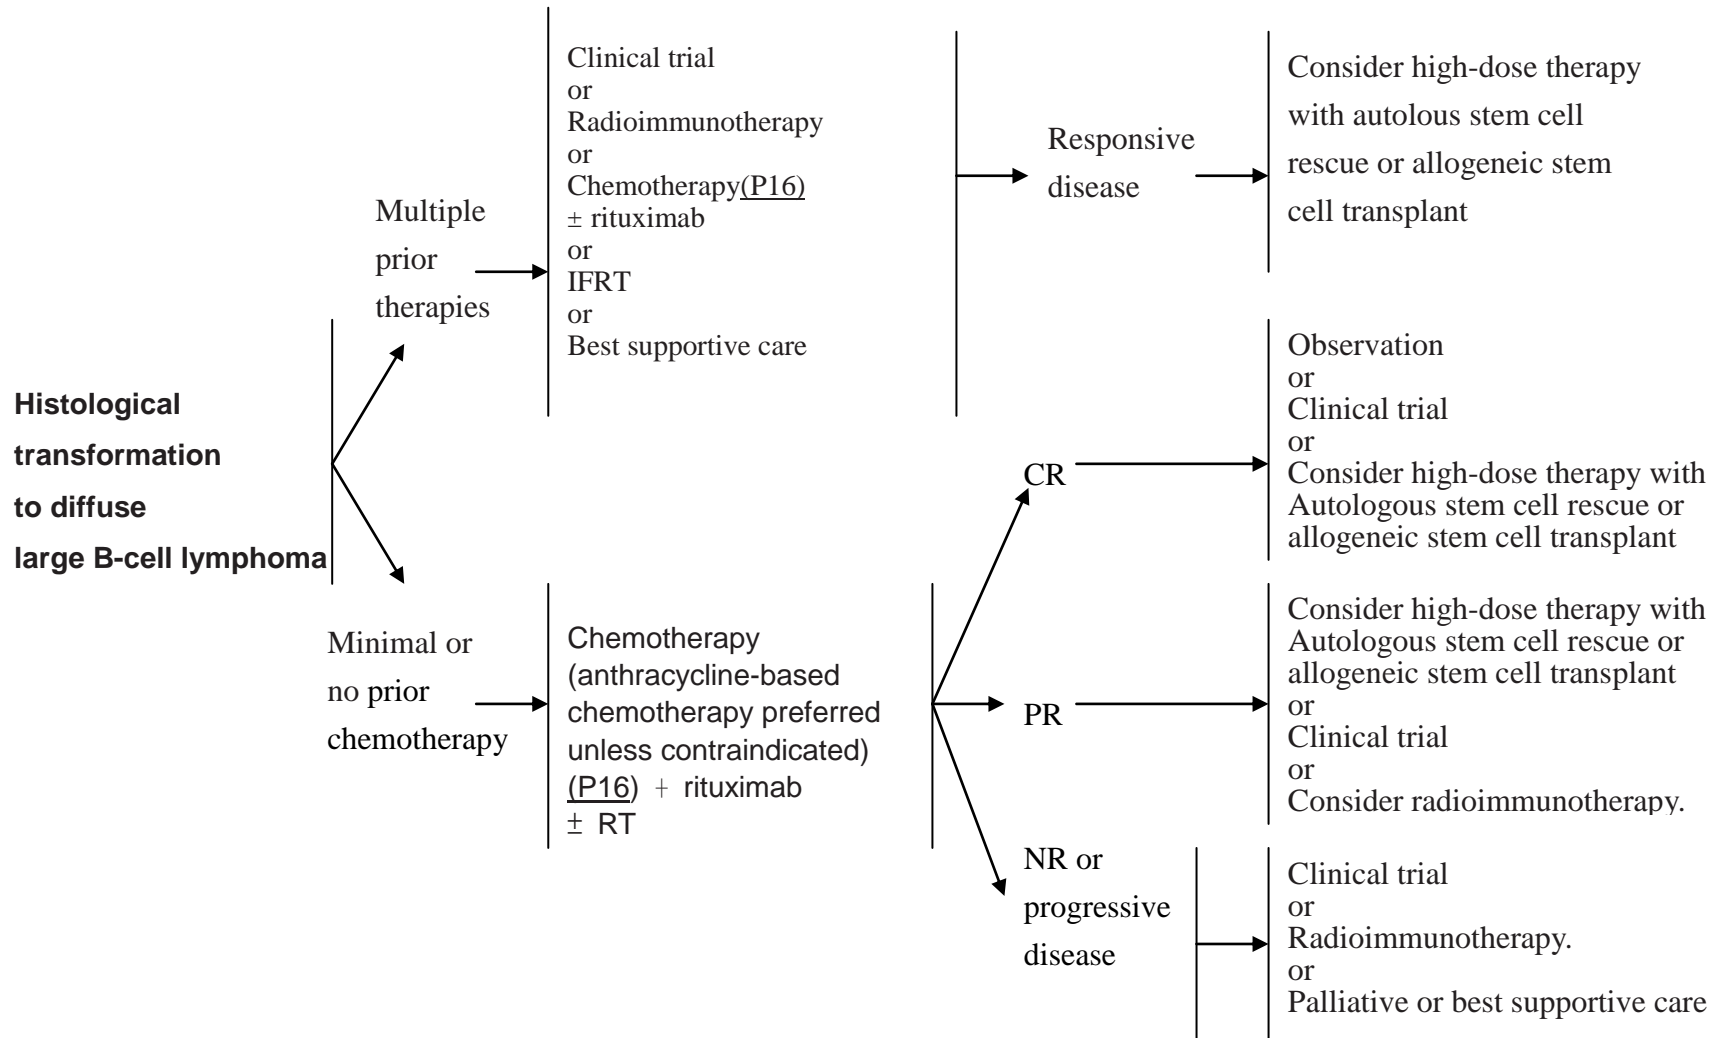 Histological
transformation
to diffuse
large B-cell lymphoma
Multiple
prior
therapies
Clinical trial
or
Radioimmunotherapy
or
Chemotherapy(P16)
± rituximab
or
IFRT
or
Best supportive care
Responsive
disease
Consider high-dose therapy
with autolous stem cell
rescue or allogeneic stem
cell transplant
Minimal or
no prior
chemotherapy
Chemotherapy
(anthracycline-based
chemotherapy preferred
unless contraindicated)
(P16) + rituximab
± RT
CR
Observation
or
Clinical trial
or
Consider high-dose therapy with
Autologous stem cell rescue or
allogeneic stem cell transplant
PR
Consider high-dose therapy with
Autologous stem cell rescue or
allogeneic stem cell transplant
or
Clinical trial
or
Consider radioimmunotherapy.
NR or
progressive
disease
Clinical trial
or
Radioimmunotherapy.
or
Palliative or best supportive care